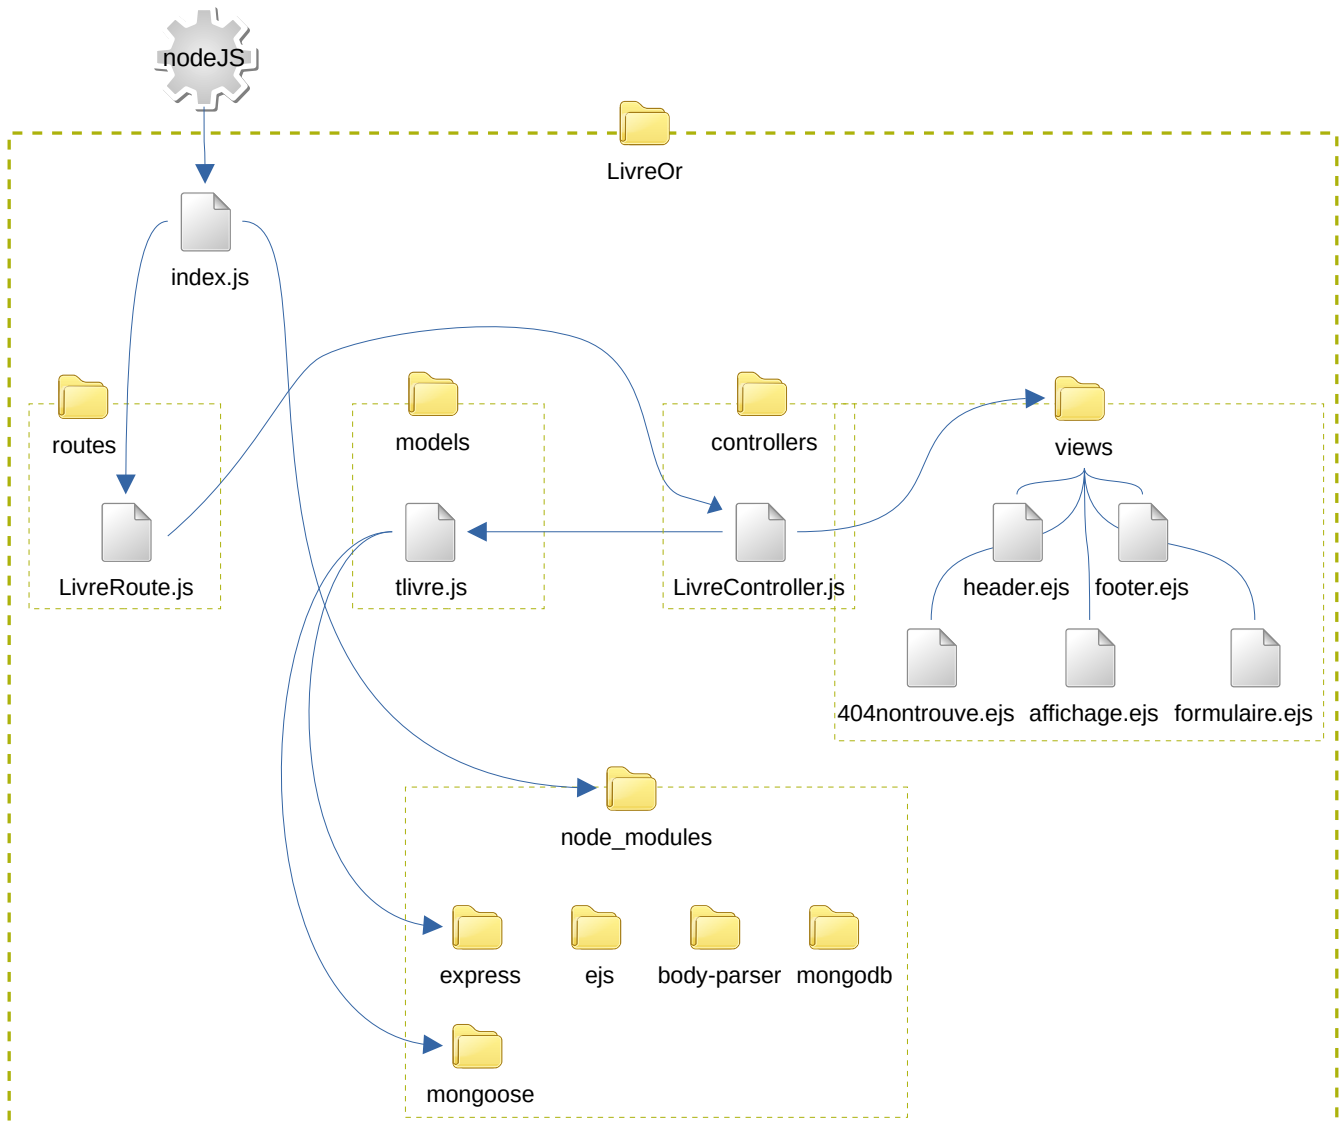 nodeJS
LivreOr
index.js
routes
models
controllers
views
LivreRoute.js
tlivre.js
LivreController.js
header.ejs
footer.ejs
404nontrouve.ejs
affichage.ejs
formulaire.ejs
node_modules
express
ejs
body-parser
mongodb
mongoose